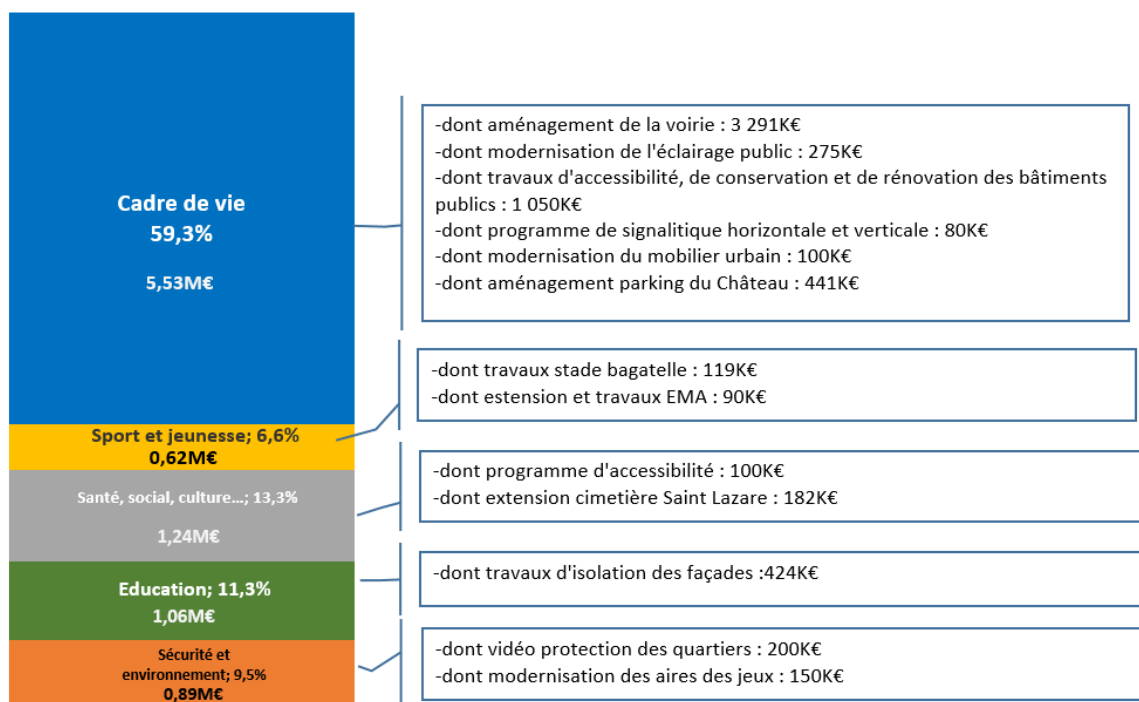 Cadre de vie
59,3%
5,53M€
-dont aménagement de la voirie : 3 291K€
-dont modernisation de l'éclairage public : 275K€
-dont travaux d'accessibilité, de conservation et de rénovation des bâtiments
publics : 1 050K€
-dont programme de signalitique horizontale et verticale : 80K€
-dont modernisation du mobilier urbain : 100K€
-dont aménagement parking du Château : 441K€
Sport et jeunesse; 6,6%
0,62M€
-dont travaux stade bagatelle : 119K€
-dont estension et travaux EMA : 90K€
Santé, social, culture...; 13,3%
1,24M€
-dont programme d'accessibilité : 100K€
-dont extension cimetière Saint Lazare : 182K€
Education; 11,3%
1,06M€
-dont travaux d'isolation des façades :424K€
Sécurité et
environnement; 9,5%
0,89M€
-dont vidéo protection des quartiers : 200K€
-dont modernisation des aires des jeux : 150K€